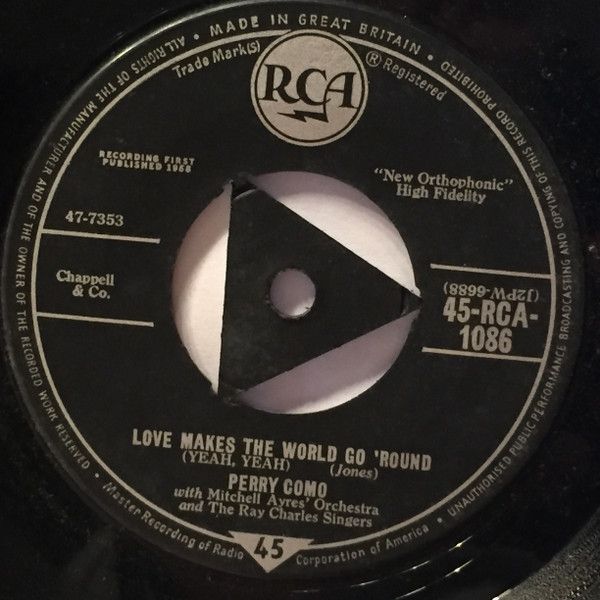 ALL RIGHTS OF THE MANUFACTURER AND OF THE OWNER OF THE RECORDED WORK RESERVED • MADE IN GREAT BRITAIN • UNAUTHORISED PUBLIC PERFORMANCE BROADCASTING AND COPYING OF THIS RECORD PROHIBITED
Trade Mark(s)
® Registered
RCA
RECORDING FIRST
PUBLISHED 1958
"New Orthophonic"
High Fidelity
47-7353
Chappell
& Co.
(J2PW-6688)
45-RCA-
1086
LOVE MAKES THE WORLD GO 'ROUND
(YEAH, YEAH) (Jones)
PERRY COMO
with Mitchell Ayres' Orchestra
and The Ray Charles Singers
Master Recording of Radio Corporation of America •
45